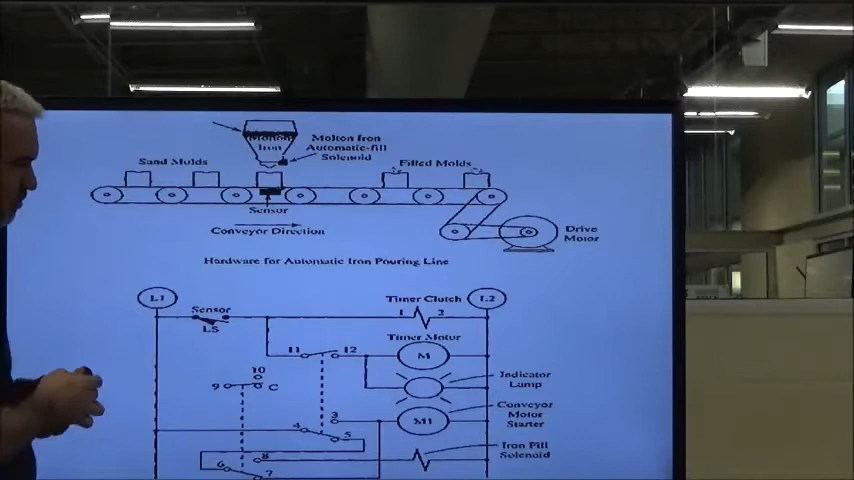 Molton
Iron
Molton Iron
Automatic-fill
Solenoid
Sand Molds
Filled Molds
Sensor
Conveyor Direction
Drive
Motor
Hardware for Automatic Iron Pouring Line
L1
Timer Clutch
L2
Sensor
1
2
LS
Timer Motor
11
12
M
10
9
C
Indicator
Lamp
3
M1
Conveyor
Motor
Starter
4
5
8
Iron Fill
Solenoid
6
7